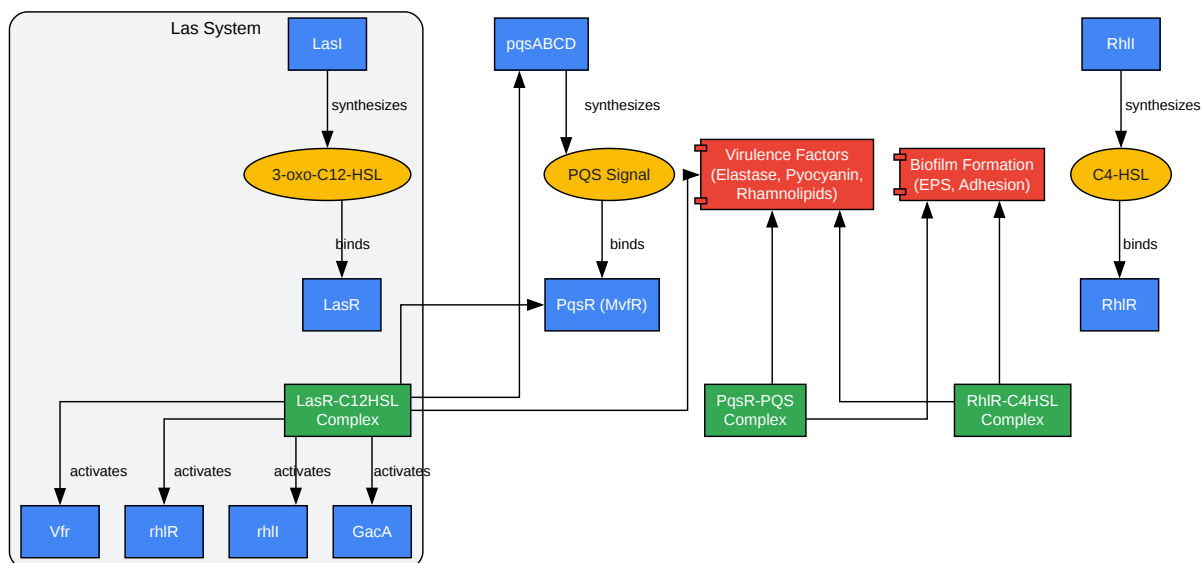 Las System
LasI
pqsABCD
RhlI
synthesizes
synthesizes
synthesizes
3-oxo-C12-HSL
PQS Signal
Virulence Factors
(Elastase, Pyocyanin,
Rhamnolipids)
Biofilm Formation
(EPS, Adhesion)
C4-HSL
binds
binds
binds
LasR
PqsR (MvfR)
RhlR
LasR-C12HSL
Complex
PqsR-PQS
Complex
RhlR-C4HSL
Complex
activates
activates
activates
activates
Vfr
rhlR
rhlI
GacA